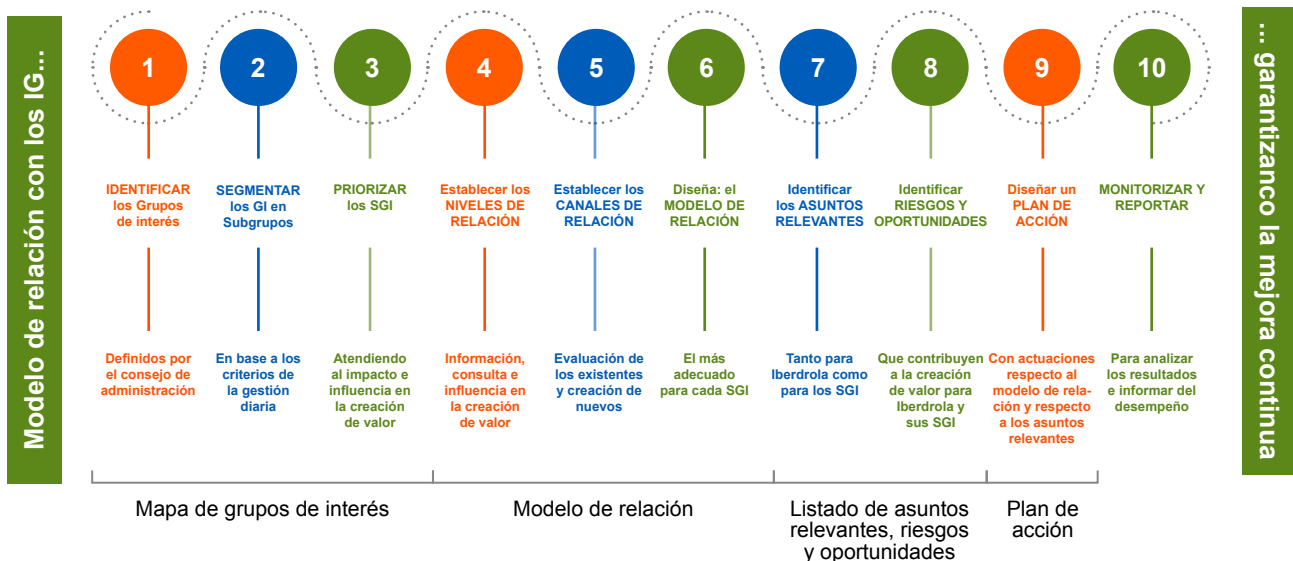 Modelo de relación con los IG...
1
2
3
4
5
6
7
8
9
10
IDENTIFICAR
los Grupos
de interés
SEGMENTAR
los GI en
Subgrupos
PRIORIZAR
los SGI
Establecer los
NIVELES DE
RELACIÓN
Establecer los
CANALES DE
RELACIÓN
Diseña: el
MODELO DE
RELACIÓN
Identificar
los ASUNTOS
RELEVANTES
Identificar
RIESGOS Y
OPORTUNIDADES
Diseñar un
PLAN DE
ACCIÓN
MONITORIZAR Y
REPORTAR
Definidos por
el consejo de
administración
En base a los
criterios de
la gestión
diaria
Atendiendo
al impacto e
influencia en
la creación
de valor
Información,
consulta e
influencia en
la creación
de valor
Evaluación de
los existentes
y creación de
nuevos
El más
adecuado
para cada SGI
Tanto para
Iberdrola como
para los SGI
Que contribuyen
a la creación
de valor para
Iberdrola y
sus SGI
Con actuaciones
respecto al
modelo de rela-
ción y respecto
a los asuntos
relevantes
Para analizar
los resultados
e informar del
desempeño
Mapa de grupos de interés
Modelo de relación
Listado de asuntos
relevantes, riesgos
y oportunidades
Plan de
acción
... garantizanco la mejora continua